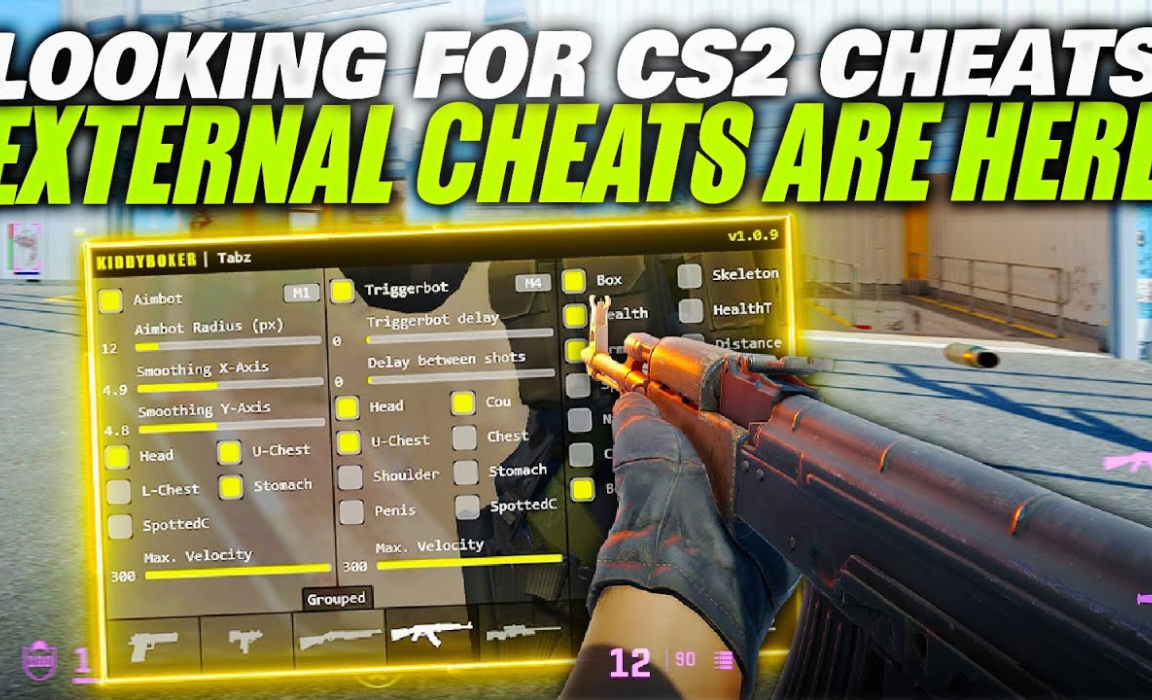 LOOKING FOR CS2 CHEATS
EXTERNAL CHEATS ARE HERE
KIDDYBOKER | Tabz
v1.0.9
Aimbot
M1
Aimbot Radius (px)
12
Smoothing X-Axis
4.9
Smoothing Y-Axis
4.8
Head
U-Chest
L-Chest
Stomach
SpottedC
Max. Velocity
300
Triggerbot
M4
Triggerbot delay
0
Delay between shots
0
Head
Cou
U-Chest
Chest
Shoulder
Stomach
Penis
SpottedC
Max. Velocity
300
Box
Skeleton
ealth
HealthT
Distance
Grouped
1
12
90